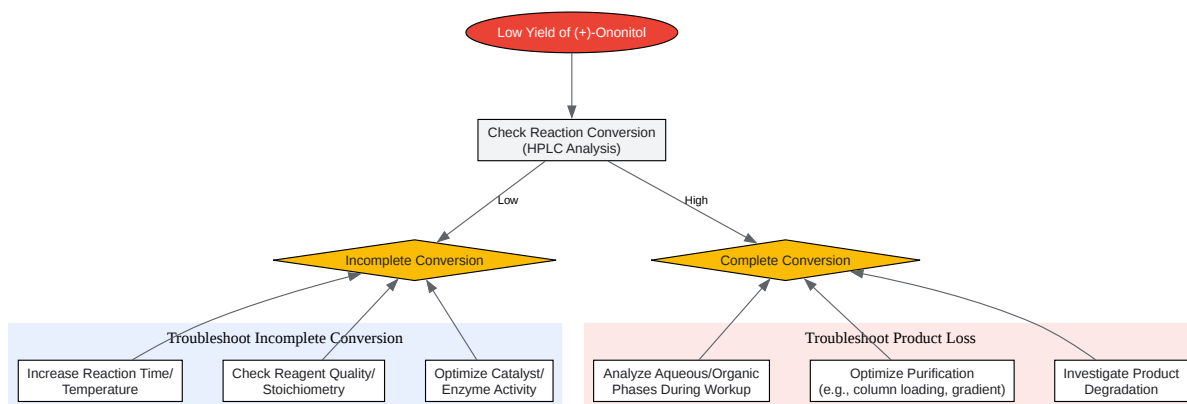 Low Yield of (+)-Ononitol
Check Reaction Conversion
(HPLC Analysis)
Low
High
Incomplete Conversion
Complete Conversion
Troubleshoot Incomplete Conversion
Troubleshoot Product Loss
Increase Reaction Time/
Temperature
Check Reagent Quality/
Stoichiometry
Optimize Catalyst/
Enzyme Activity
Analyze Aqueous/Organic
Phases During Workup
Optimize Purification
(e.g., column loading, gradient)
Investigate Product
Degradation